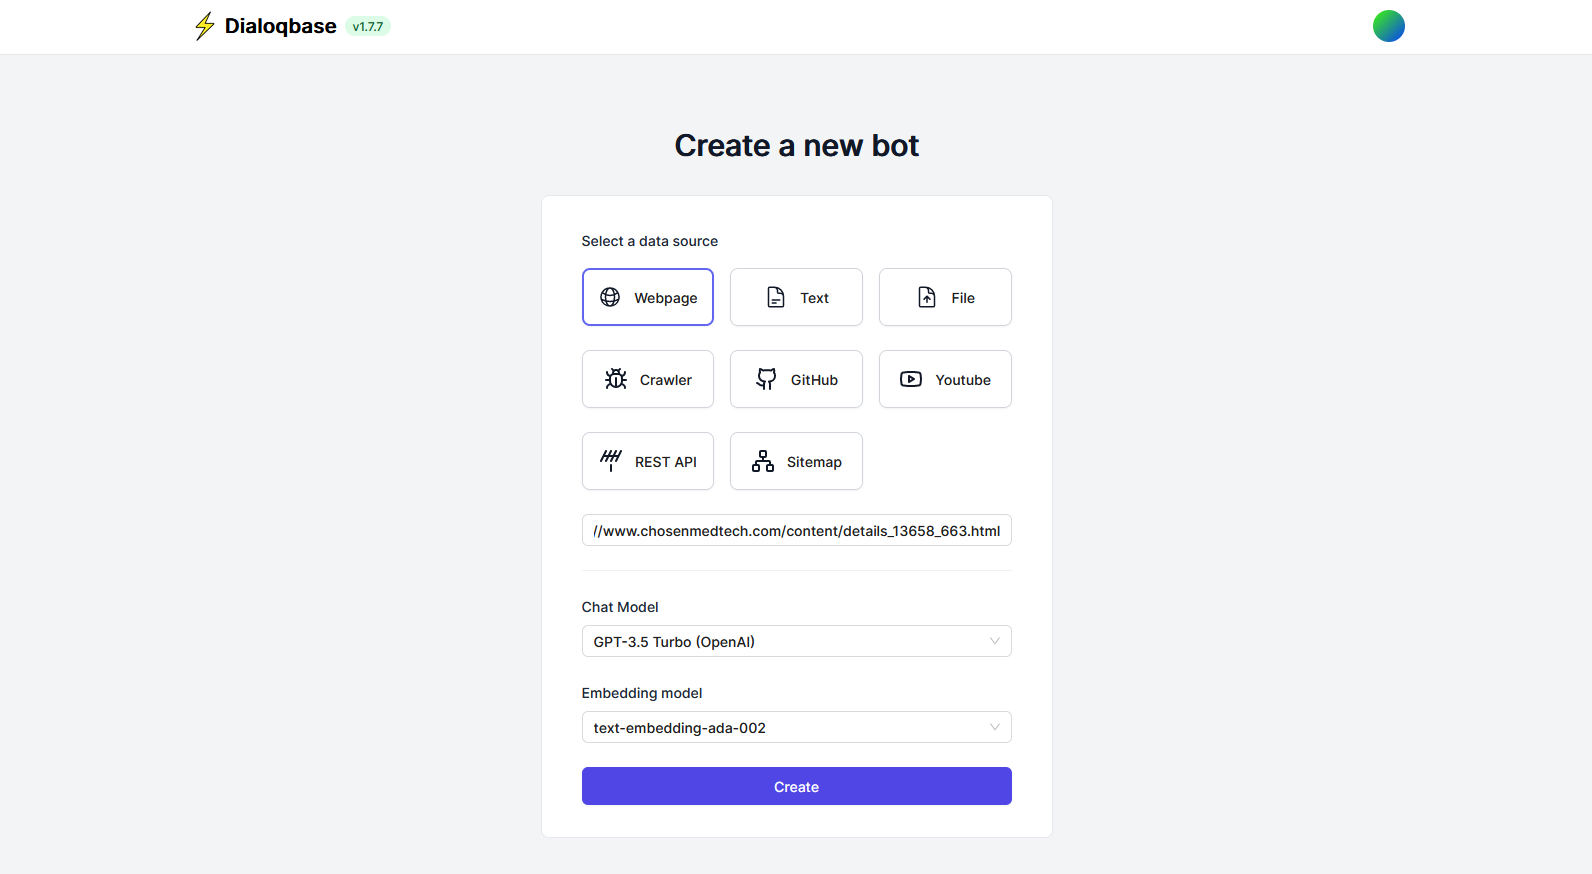 Dialoqbase v1.7.7
Create a new bot
Select a data source
Webpage
Text
File
Crawler
GitHub
Youtube
REST API
Sitemap
//www.chosenmedtech.com/content/details_13658_663.html
Chat Model
GPT-3.5 Turbo (OpenAI)
Embedding model
text-embedding-ada-002
Create